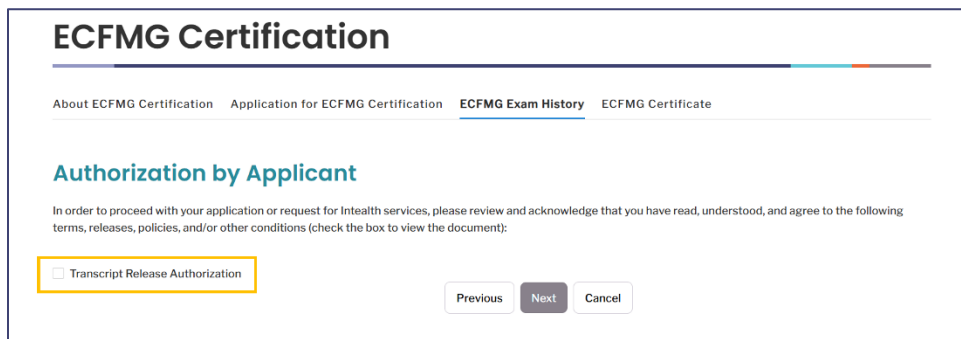 ECFMG Certification
About ECFMG Certification Application for ECFMG Certification ECFMG Exam History ECFMG Certificate
Authorization by Applicant
In order to proceed with your application or request for Intealth services, please review and acknowledge that you have read, understood, and agree to the following
terms, releases, policies, and/or other conditions (check the box to view the document):
Transcript Release Authorization
Previous Next Cancel